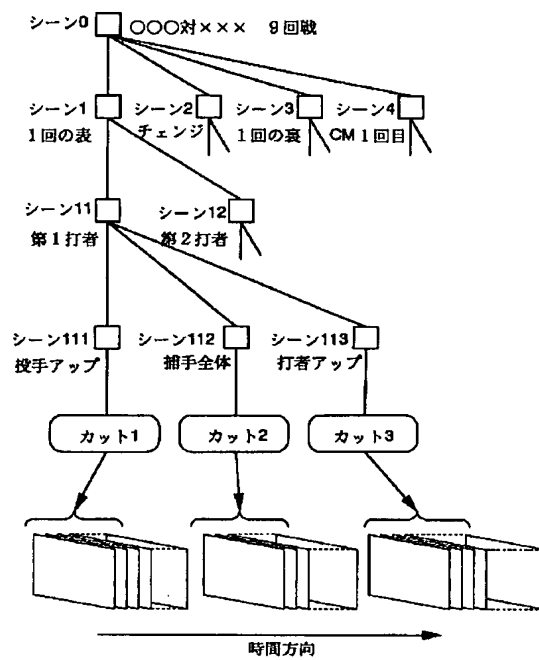 シーン0 ○○○対××× 9回戦
シーン1 シーン2 シーン3 シーン4
1回の表 チェンジ 1回の裏 CM1回目
シーン11 シーン12
第1打者 第2打者
シーン111 シーン112 シーン113
投手アップ 捕手全体 打者アップ
カット1 カット2 カット3
時間方向